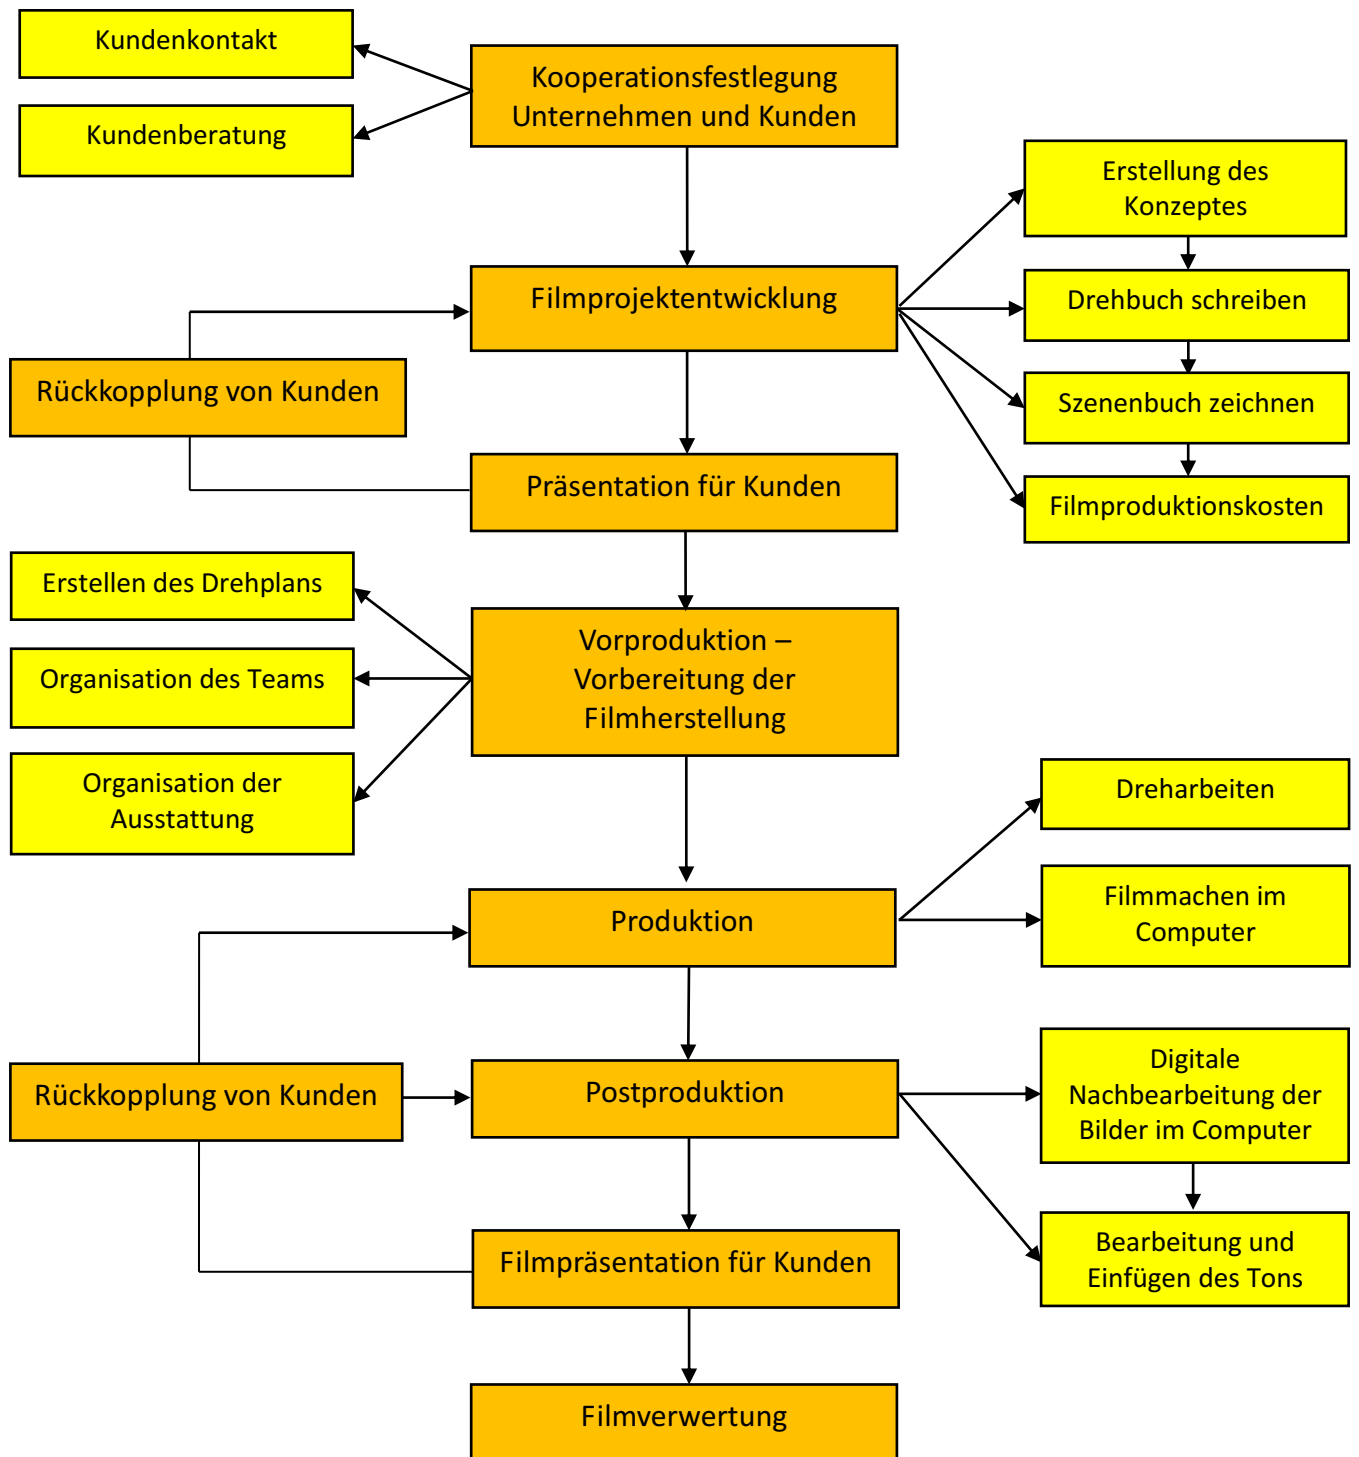 Kundenkontakt
Kooperationsfestlegung
Unternehmen und Kunden
Kundenberatung
Erstellung des
Konzeptes
Filmprojektentwicklung
Drehbuch schreiben
Rückkopplung von Kunden
Szenenbuch zeichnen
Präsentation für Kunden
Filmproduktionskosten
Erstellen des Drehplans
Vorproduktion –
Vorbereitung der
Filmherstellung
Organisation des Teams
Organisation der
Ausstattung
Dreharbeiten
Produktion
Filmmachen im
Computer
Rückkopplung von Kunden
Postproduktion
Digitale
Nachbearbeitung der
Bilder im Computer
Filmpräsentation für Kunden
Bearbeitung und
Einfügen des Tons
Filmverwertung